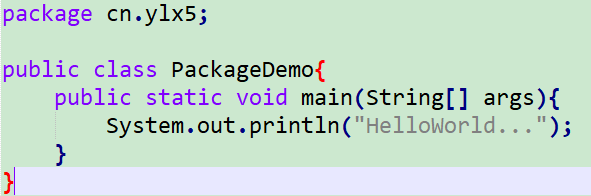 package cn.ylx5;

public class PackageDemo{
    public static void main(String[] args){
        System.out.println("HelloWorld...");
    }
}